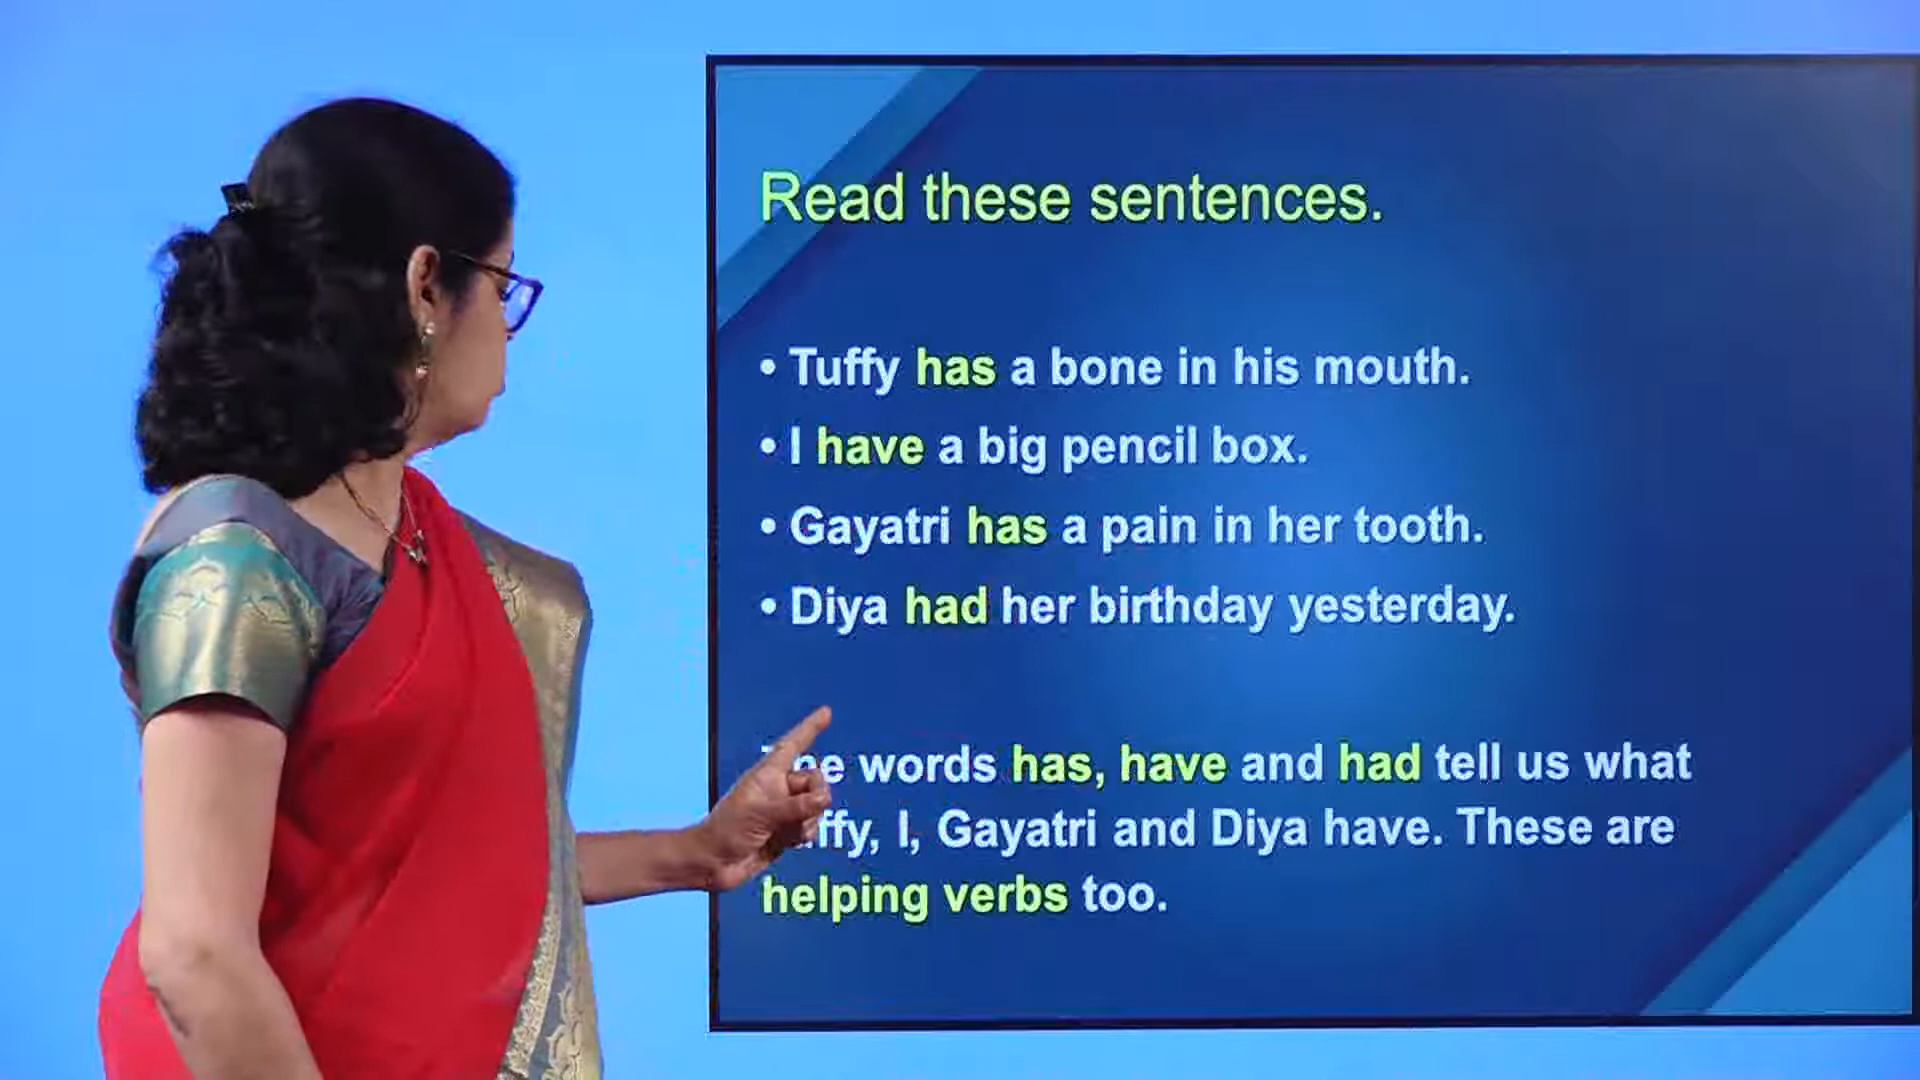 Read these sentences.
• Tuffy has a bone in his mouth.
• I have a big pencil box.
• Gayatri has a pain in her tooth.
• Diya had her birthday yesterday.
words has, have and had tell us what
I, Gayatri and Diya have. These are
helping verbs too.